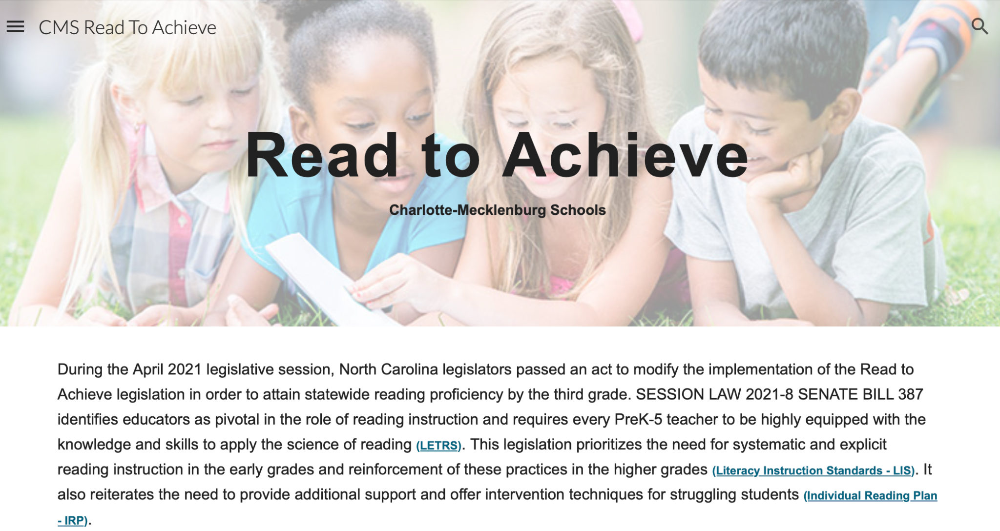 CMS Read To Achieve
Read to Achieve
Charlotte-Mecklenburg Schools
During the April 2021 legislative session, North Carolina legislators passed an act to modify the implementation of the Read to
Achieve legislation in order to attain statewide reading proficiency by the third grade. SESSION LAW 2021-8 SENATE BILL 387
identifies educators as pivotal in the role of reading instruction and requires every PreK-5 teacher to be highly equipped with the
knowledge and skills to apply the science of reading (LETRS). This legislation prioritizes the need for systematic and explicit
reading instruction in the early grades and reinforcement of these practices in the higher grades (Literacy Instruction Standards - LIS). It
also reiterates the need to provide additional support and offer intervention techniques for struggling students (Individual Reading Plan
- IRP).